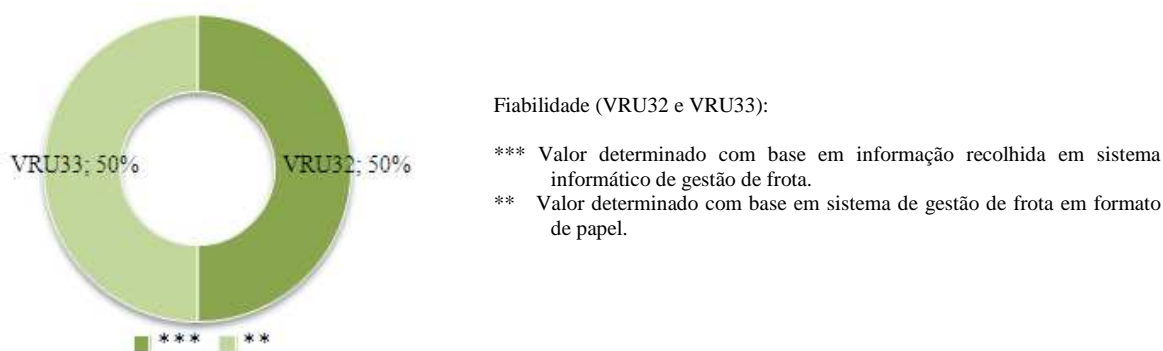 VRU33; 50%
VRU32; 50%
*** **
Fiabilidade (VRU32 e VRU33):
*** Valor determinado com base em informação recolhida em sistema
informático de gestão de frota.
** Valor determinado com base em sistema de gestão de frota em formato
de papel.